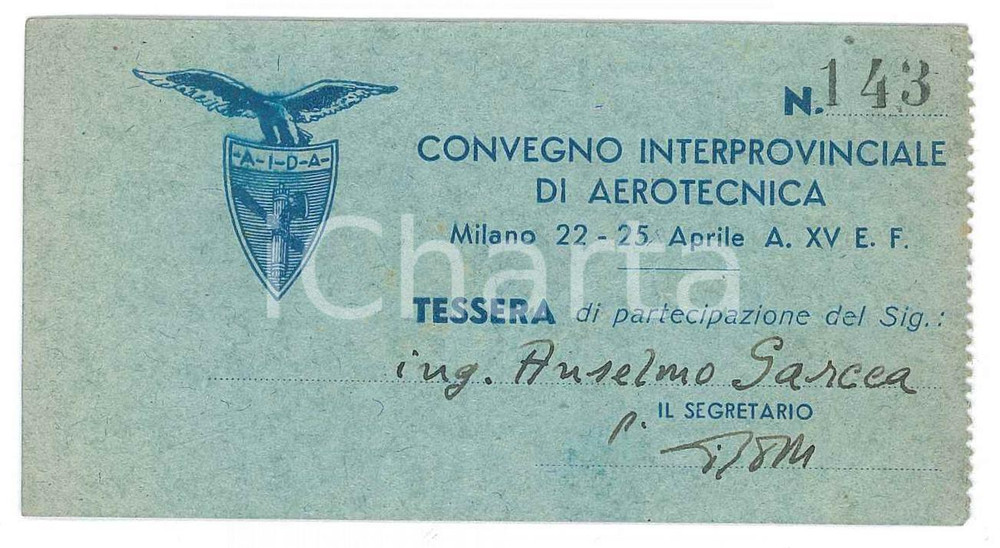 N. 143
-A-I-D-A-
CONVEGNO INTERPROVINCIALE
DI AEROTECNICA
Milano 22 - 25 Aprile A. XV E. F.
iCharta
TESSERA di partecipazione del Sig.:
ing. Anselmo Garcea
IL SEGRETARIO
p.